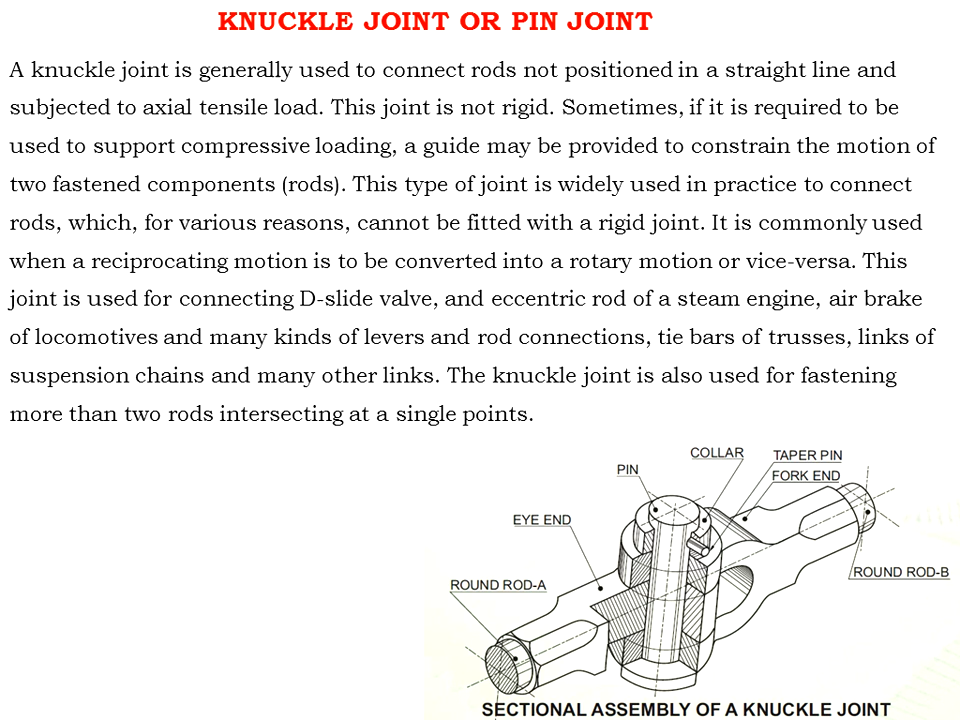 KNUCKLE JOINT OR PIN JOINT
A knuckle joint is generally used to connect rods not positioned in a straight line and
subjected to axial tensile load. This joint is not rigid. Sometimes, if it is required to be
used to support compressive loading, a guide may be provided to constrain the motion of
two fastened components (rods). This type of joint is widely used in practice to connect
rods, which, for various reasons, cannot be fitted with a rigid joint. It is commonly used
when a reciprocating motion is to be converted into a rotary motion or vice-versa. This
joint is used for connecting D-slide valve, and eccentric rod of a steam engine, air brake
of locomotives and many kinds of levers and rod connections, tie bars of trusses, links of
suspension chains and many other links. The knuckle joint is also used for fastening
more than two rods intersecting at a single points.
COLLAR
TAPER PIN
PIN
FORK END
EYE END
ROUND ROD-B
ROUND ROD-A
SECTIONAL ASSEMBLY OF A KNUCKLE JOINT